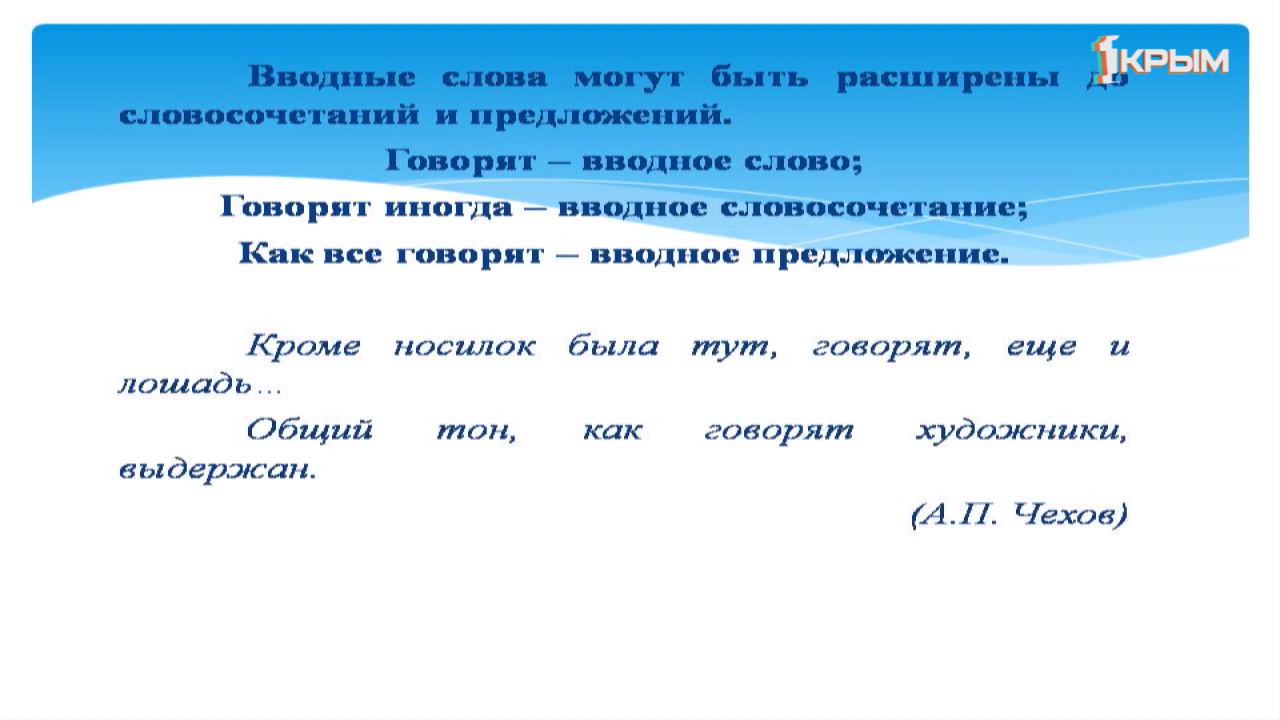 Вводные слова могут быть расширены до
словосочетаний и предложений.
Говорят – вводное слово;
Говорят иногда – вводное словосочетание;
Как все говорят – вводное предложение.
Кроме носилок была тут, говорят, еще и
лошадь...
Общий тон, как говорят художники,
выдержан.
(А.П. Чехов)
1КРЫМ